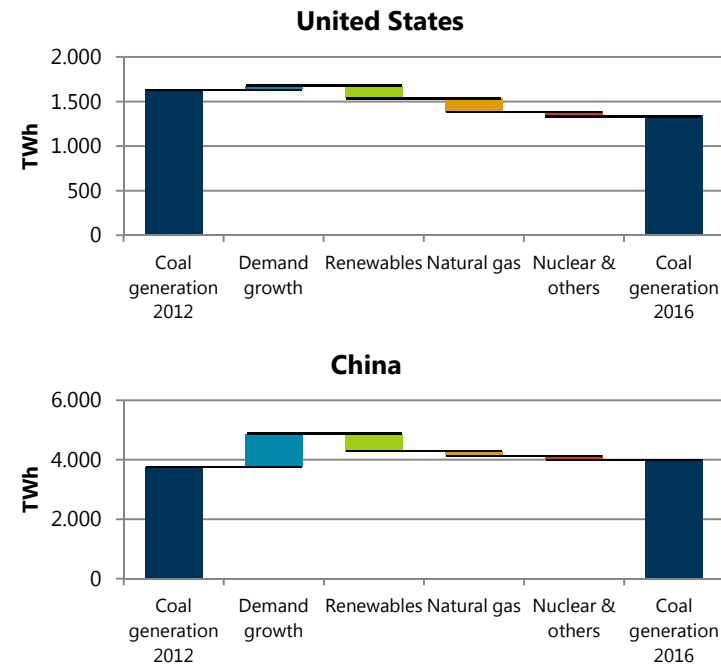 United States
2.000
1.500
1.000
500
0
TWh
Coal generation 2012
Demand growth
Renewables
Natural gas
Nuclear & others
Coal generation 2016
China
6.000
4.000
2.000
0
TWh
Coal generation 2012
Demand growth
Renewables
Natural gas
Nuclear & others
Coal generation 2016